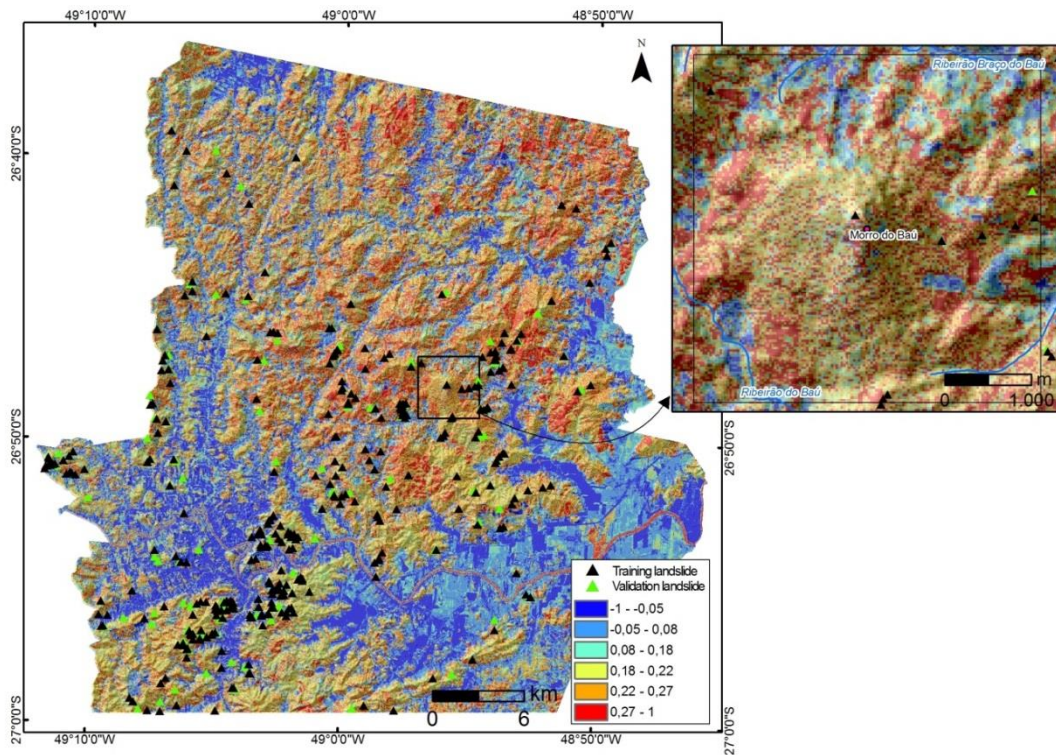 49°10'0"W
49°0'0"W
48°50'0"W
N
Ribeirão Braço do Baú
26°40'0"S
Morro do Baú
Ribeirão do Baú
m
0
1.000
26°50'0"S
26°50'0"S
Training landslide
Validation landslide
-1 - -0,05
-0,05 - 0,08
0,08 - 0,18
0,18 - 0,22
0,22 - 0,27
0,27 - 1
km
0
6
27°0'0"S
27°0'0"S
49°10'0"W
49°0'0"W
48°50'0"W